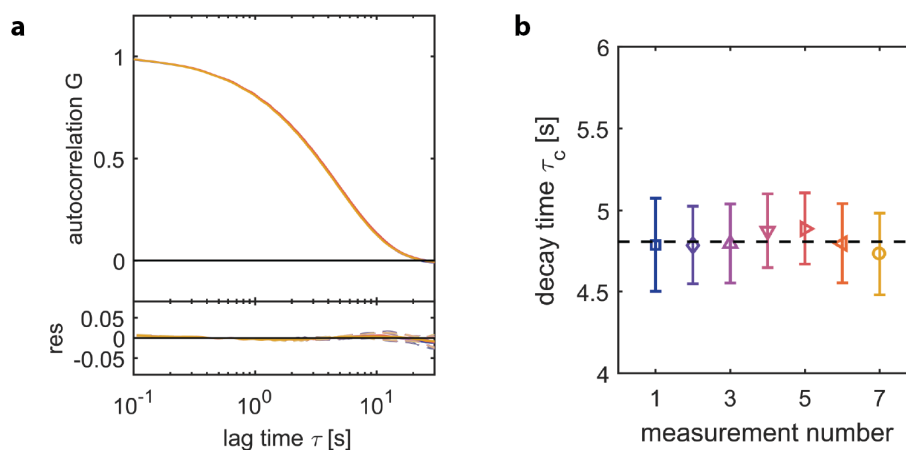 a
autocorrelation G
1
0.5
0
res
0.05
0
-0.05
10^-1
10^0
10^1
lag time τ [s]
b
decay time τ_c [s]
6
5.5
5
4.5
4
1
3
5
7
measurement number